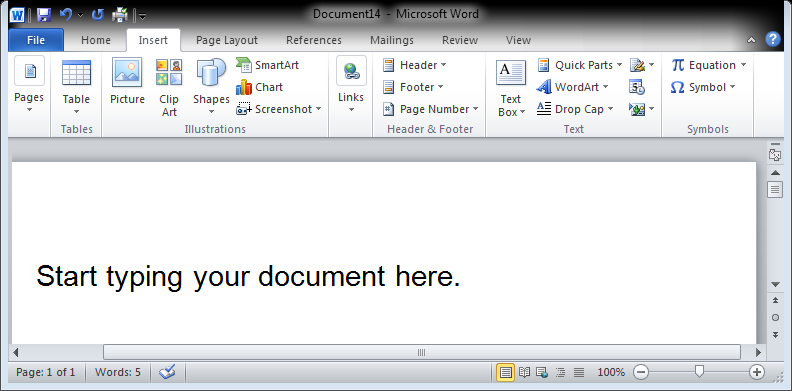 Document14 - Microsoft Word
File Home Insert Page Layout References Mailings Review View
Pages
Table
Picture
Clip Art
Shapes
SmartArt
Chart
Screenshot
Links
Header
Footer
Page Number
Text Box
Quick Parts
WordArt
Drop Cap
Equation
Symbol
Tables Illustrations Header & Footer Text Symbols
Start typing your document here.
Page: 1 of 1 Words: 5 100%